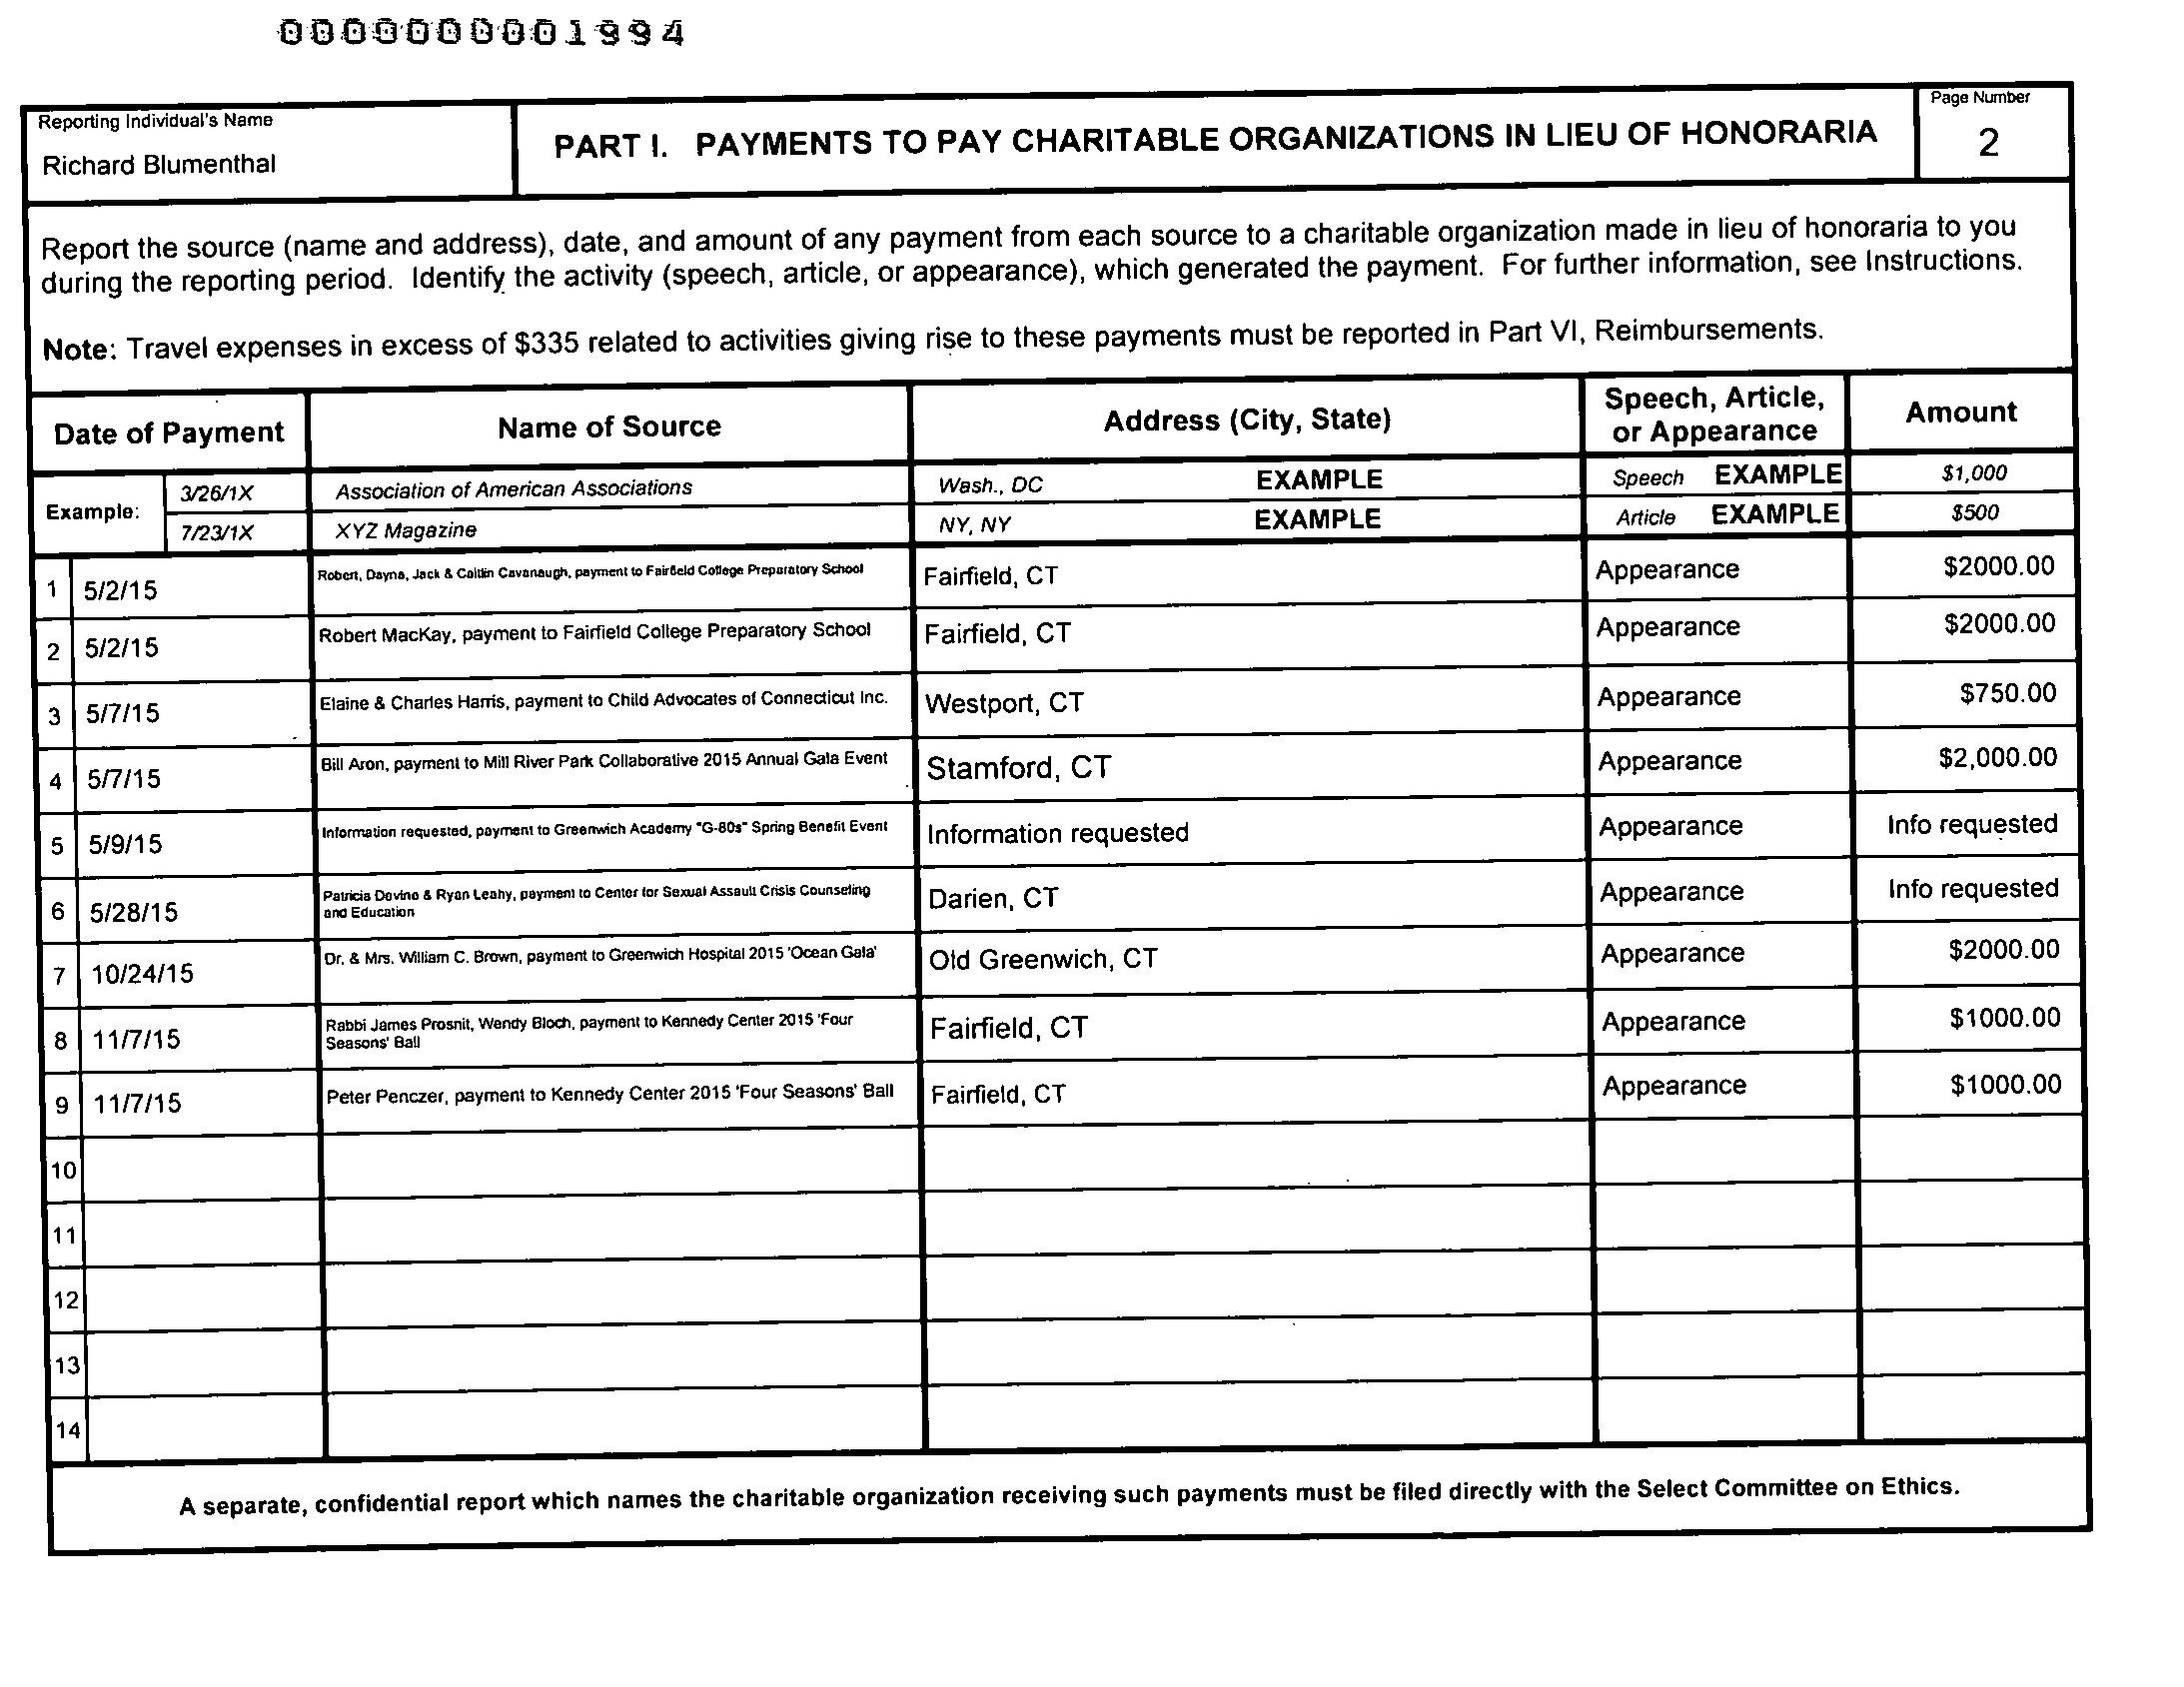 0000000001994
Reporting Individual's Name
Richard Blumenthal
PART I. PAYMENTS TO PAY CHARITABLE ORGANIZATIONS IN LIEU OF HONORARIA
Page Number
2
Report the source (name and address), date, and amount of any payment from each source to a charitable organization made in lieu of honoraria to you
during the reporting period. Identify the activity (speech, article, or appearance), which generated the payment. For further information, see Instructions.
Note: Travel expenses in excess of $335 related to activities giving rise to these payments must be reported in Part VI, Reimbursements.
Date of Payment Name of Source Address (City, State) Speech, Article,
or Appearance Amount
Example: 3/26/1X Association of American Associations Wash., DC EXAMPLE Speech EXAMPLE $1,000
7/23/1X XYZ Magazine NY, NY EXAMPLE Article EXAMPLE $500
1 5/2/15 Robert, Dayna, Jack & Caitlin Cavanaugh, payment to Fairfield College Preparatory School Fairfield, CT Appearance $2000.00
2 5/2/15 Robert MacKay, payment to Fairfield College Preparatory School Fairfield, CT Appearance $2000.00
3 5/7/15 Elaine & Charles Harris, payment to Child Advocates of Connecticut Inc. Westport, CT Appearance $750.00
4 5/7/15 Bill Aron, payment to Mill River Park Collaborative 2015 Annual Gala Event Stamford, CT Appearance $2,000.00
5 5/9/15 Information requested, payment to Greenwich Academy "G-80s" Spring Benefit Event Information requested Appearance Info requested
6 5/28/15 Patricia Devino & Ryan Leahy, payment to Center for Sexual Assault Crisis Counseling
and Education Darien, CT Appearance Info requested
7 10/24/15 Dr. & Mrs. William C. Brown, payment to Greenwich Hospital 2015 'Ocean Gala' Old Greenwich, CT Appearance $2000.00
8 11/7/15 Rabbi James Prosnit, Wendy Bloch, payment to Kennedy Center 2015 'Four
Seasons' Ball Fairfield, CT Appearance $1000.00
9 11/7/15 Peter Penczer, payment to Kennedy Center 2015 'Four Seasons' Ball Fairfield, CT Appearance $1000.00
10
11
12
13
14
A separate, confidential report which names the charitable organization receiving such payments must be filed directly with the Select Committee on Ethics.